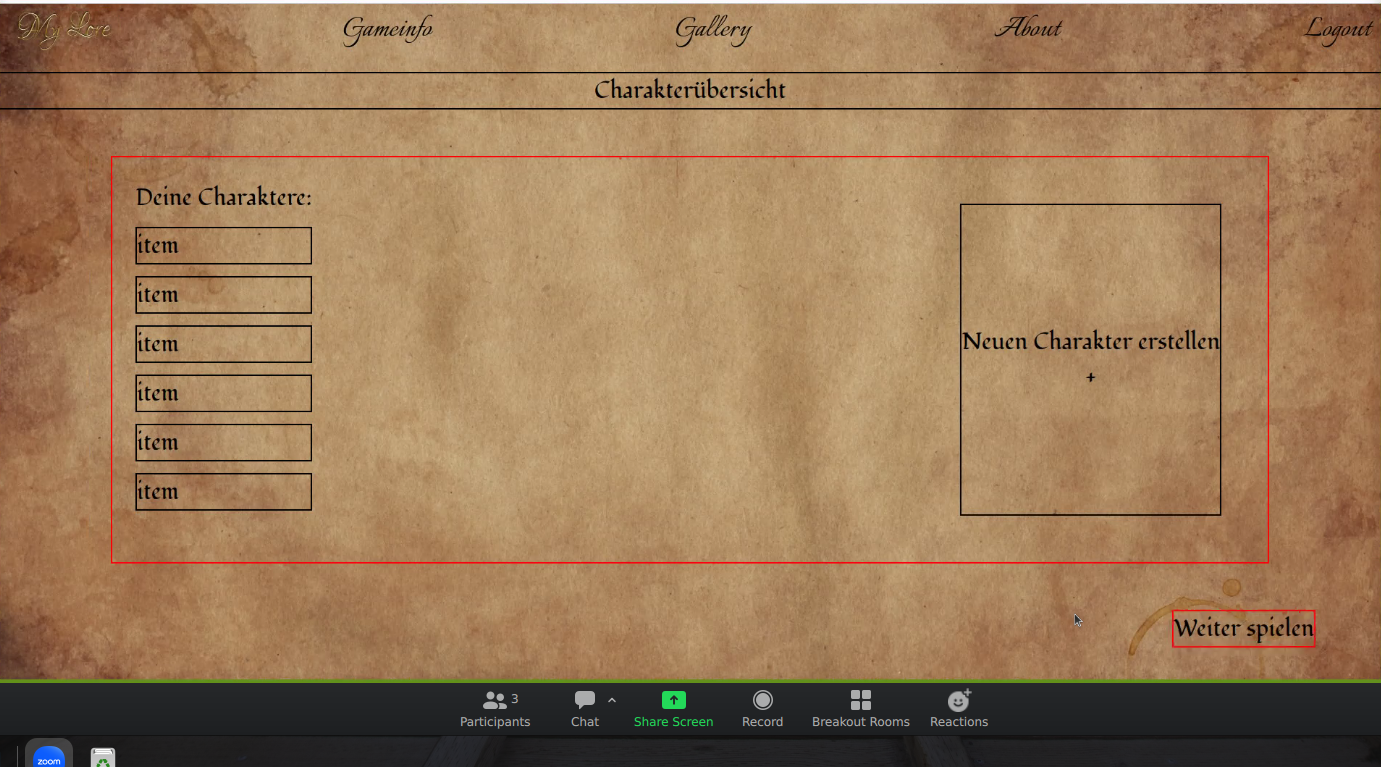 My Lore Gameinfo Gallery About Logout
Charakterübersicht
Deine Charaktere:
item
item
item
item
item
item
Neuen Charakter erstellen
+
Weiter spielen
3
Participants Chat Share Screen Record Breakout Rooms Reactions
zoom